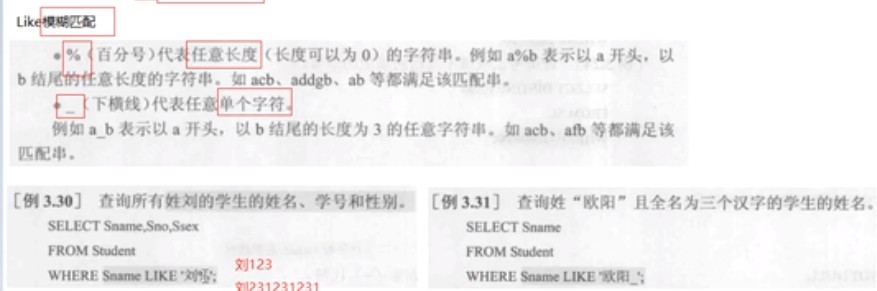 Like模糊匹配
●%（百分号）代表任意长度（长度可以为 0）的字符串。例如 a%b 表示以 a 开头，以
b 结尾的任意长度的字符串。如 acb、addgb、ab 等都满足该匹配串。
●_（下横线）代表任意单个字符。
例如 a_b 表示以 a 开头，以 b 结尾的长度为 3 的任意字符串。如 acb、afb 等都满足该
匹配串。
[例 3.30] 查询所有姓刘的学生的姓名、学号和性别。
SELECT Sname,Sno,Ssex
FROM Student
WHERE Sname LIKE '刘%';
刘123
刘231231231
[例 3.31] 查询姓“欧阳”且全名为三个汉字的学生的姓名。
SELECT Sname
FROM Student
WHERE Sname LIKE '欧阳_';